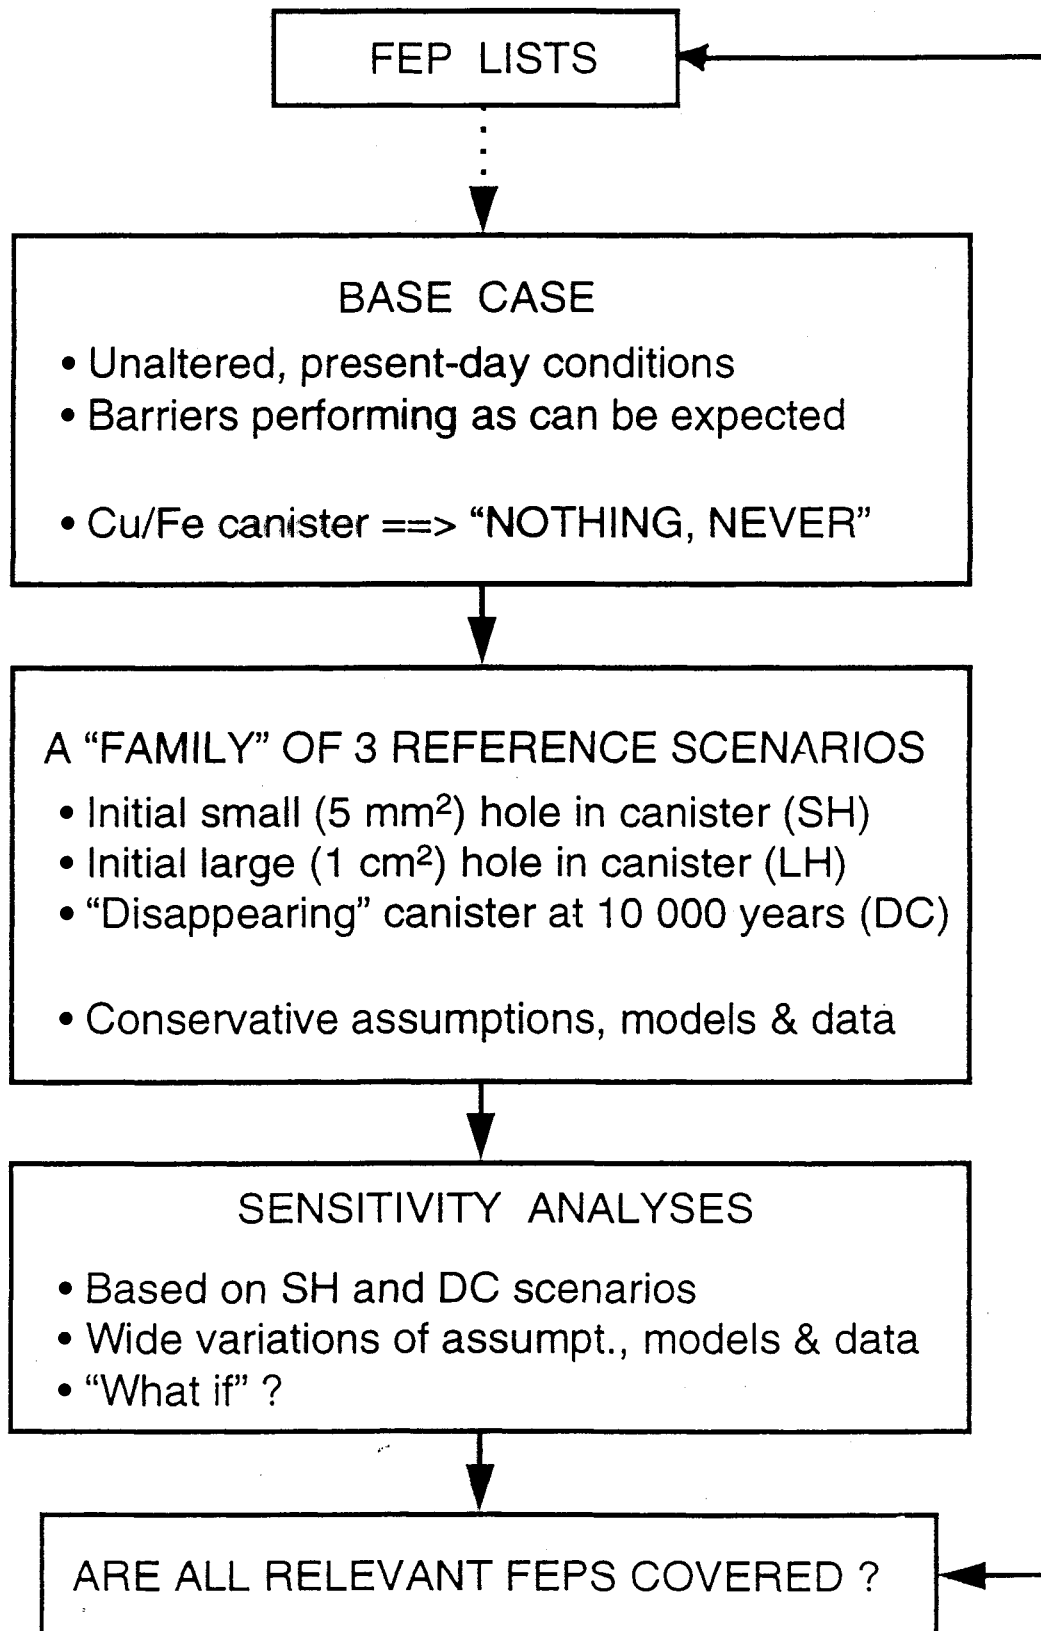 FEP LISTS
BASE CASE
• Unaltered, present-day conditions
• Barriers performing as can be expected
• Cu/Fe canister ==> “NOTHING, NEVER”
A “FAMILY” OF 3 REFERENCE SCENARIOS
• Initial small (5 mm²) hole in canister (SH)
• Initial large (1 cm²) hole in canister (LH)
• “Disappearing” canister at 10 000 years (DC)
• Conservative assumptions, models & data
SENSITIVITY ANALYSES
• Based on SH and DC scenarios
• Wide variations of assumpt., models & data
• “What if” ?
ARE ALL RELEVANT FEPS COVERED ?